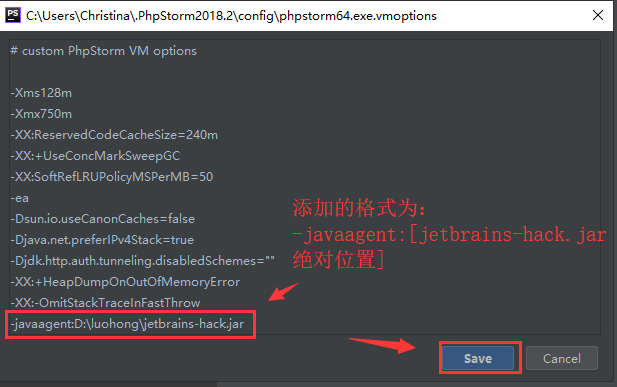 PS C:\Users\Christina\.PhpStorm2018.2\config\phpstorm64.exe.vmoptions
# custom PhpStorm VM options
-Xms128m
-Xmx750m
-XX:ReservedCodeCacheSize=240m
-XX:+UseConcMarkSweepGC
-XX:SoftRefLRUPolicyMSPerMB=50
-ea
-Dsun.io.useCanonCaches=false
-Djava.net.preferIPv4Stack=true
-Djdk.http.auth.tunneling.disabledSchemes=""
-XX:+HeapDumpOnOutOfMemoryError
-XX:-OmitStackTraceInFastThrow
-javaagent:D:\luohong\jetbrains-hack.jar
添加的格式为：
-javaagent:[jetbrains-hack.jar
绝对位置]
Save
Cancel